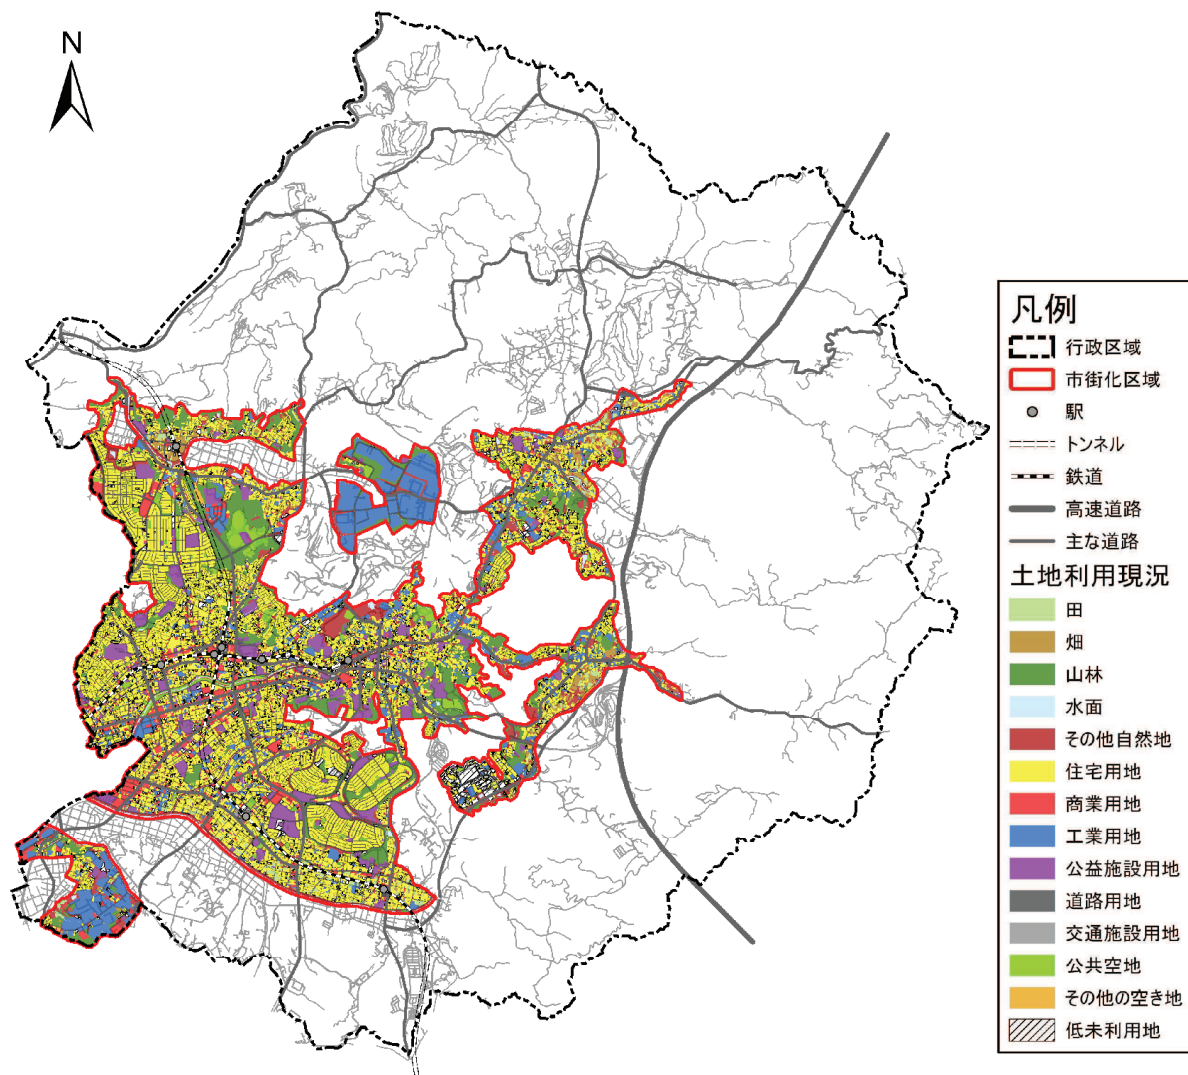 N
凡例
行政区域
市街化区域
駅
トンネル
鉄道
高速道路
主な道路
土地利用現況
田
畑
山林
水面
その他自然地
住宅用地
商業用地
工業用地
公益施設用地
道路用地
交通施設用地
公共空地
その他の空き地
低未利用地